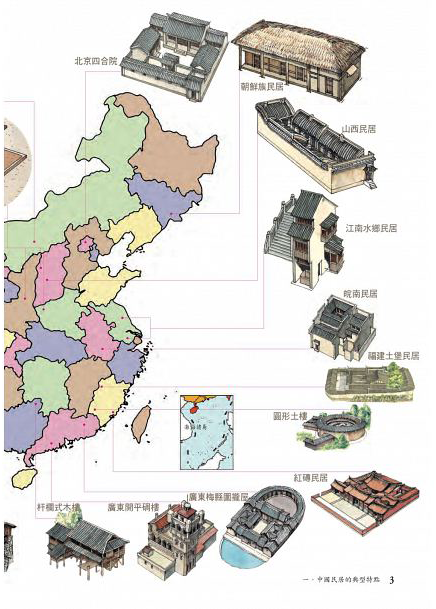 北京四合院
朝鮮族民居
山西民居
江南水鄉民居
皖南民居
福建土堡民居
圓形土樓
南海諸島
紅磚民居
廣東梅縣圍攏屋
杆欄式木樓
廣東開平碉樓
一·中國民居的典型特點 3